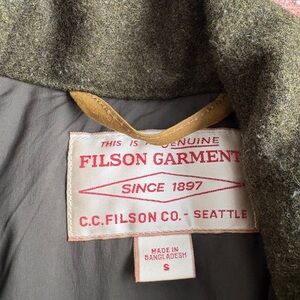 THIS IS A GENUINE
FILSON GARMENT
SINCE 1897
C.C.FILSON CO. - SEATTLE
MADE IN
BANGLADESH
S